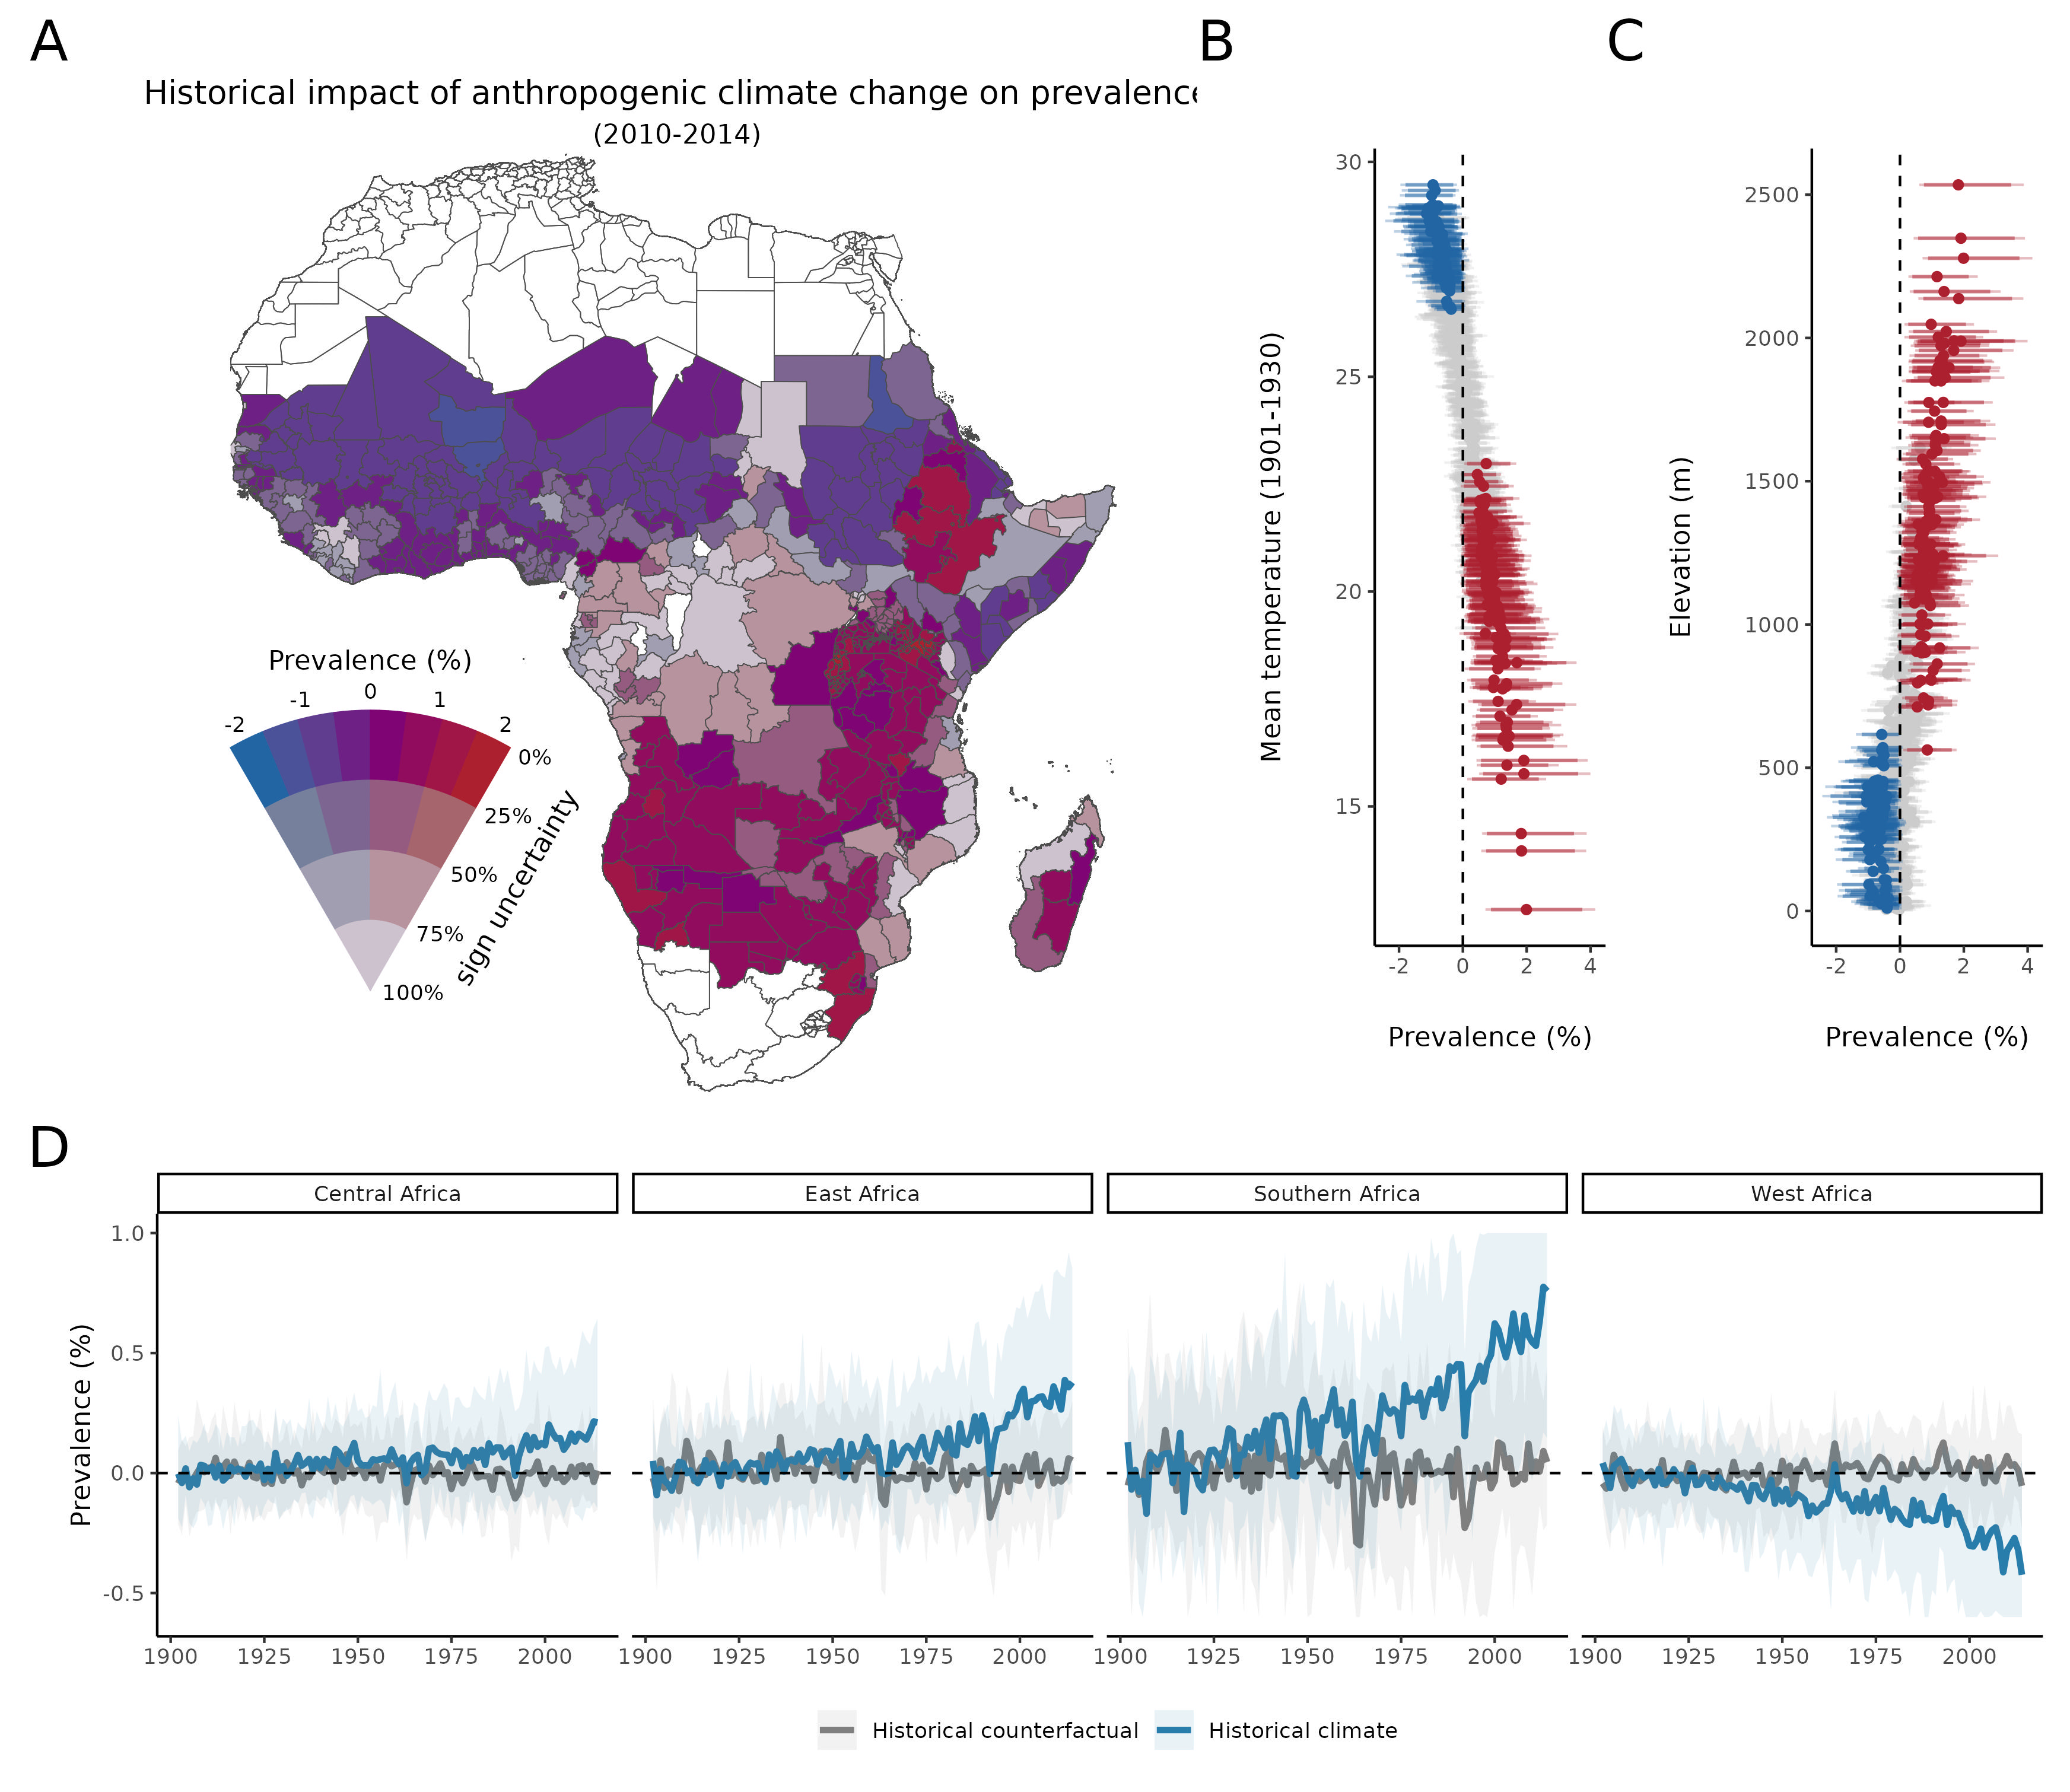 A
B
C
Historical impact of anthropogenic climate change on prevalence
(2010-2014)
Prevalence (%)
-2
-1
0
1
2
0%
25%
50%
75%
100%
sign uncertainty
Mean temperature (1901-1930)
30
25
20
15
-2 0 2 4
Prevalence (%)
Elevation (m)
2500
2000
1500
1000
500
0
-2 0 2 4
Prevalence (%)
D
Central Africa
East Africa
Southern Africa
West Africa
Prevalence (%)
1.0
0.5
0.0
-0.5
1900 1925 1950 1975 2000
1900 1925 1950 1975 2000
1900 1925 1950 1975 2000
1900 1925 1950 1975 2000
Historical counterfactual
Historical climate